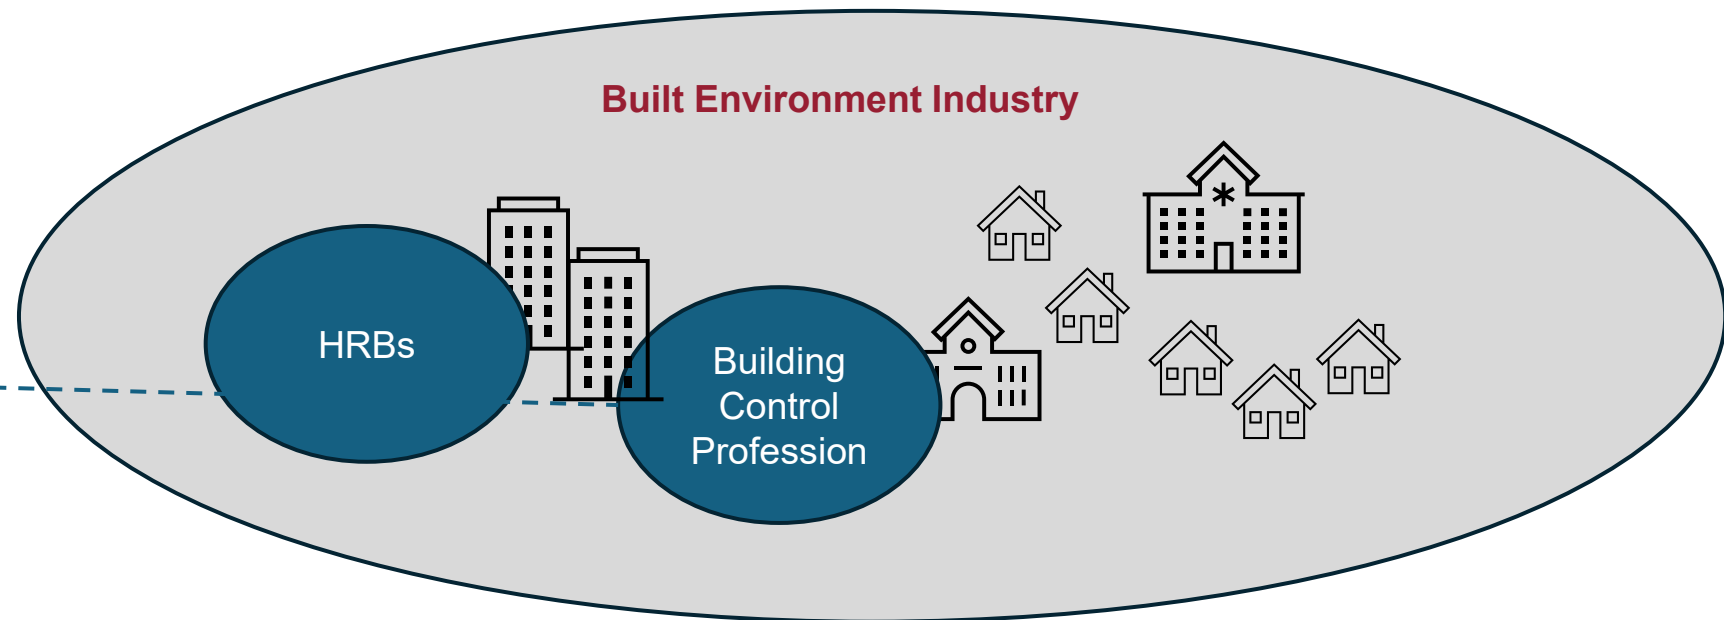 Built Environment Industry
HRBs
Building
Control
Profession